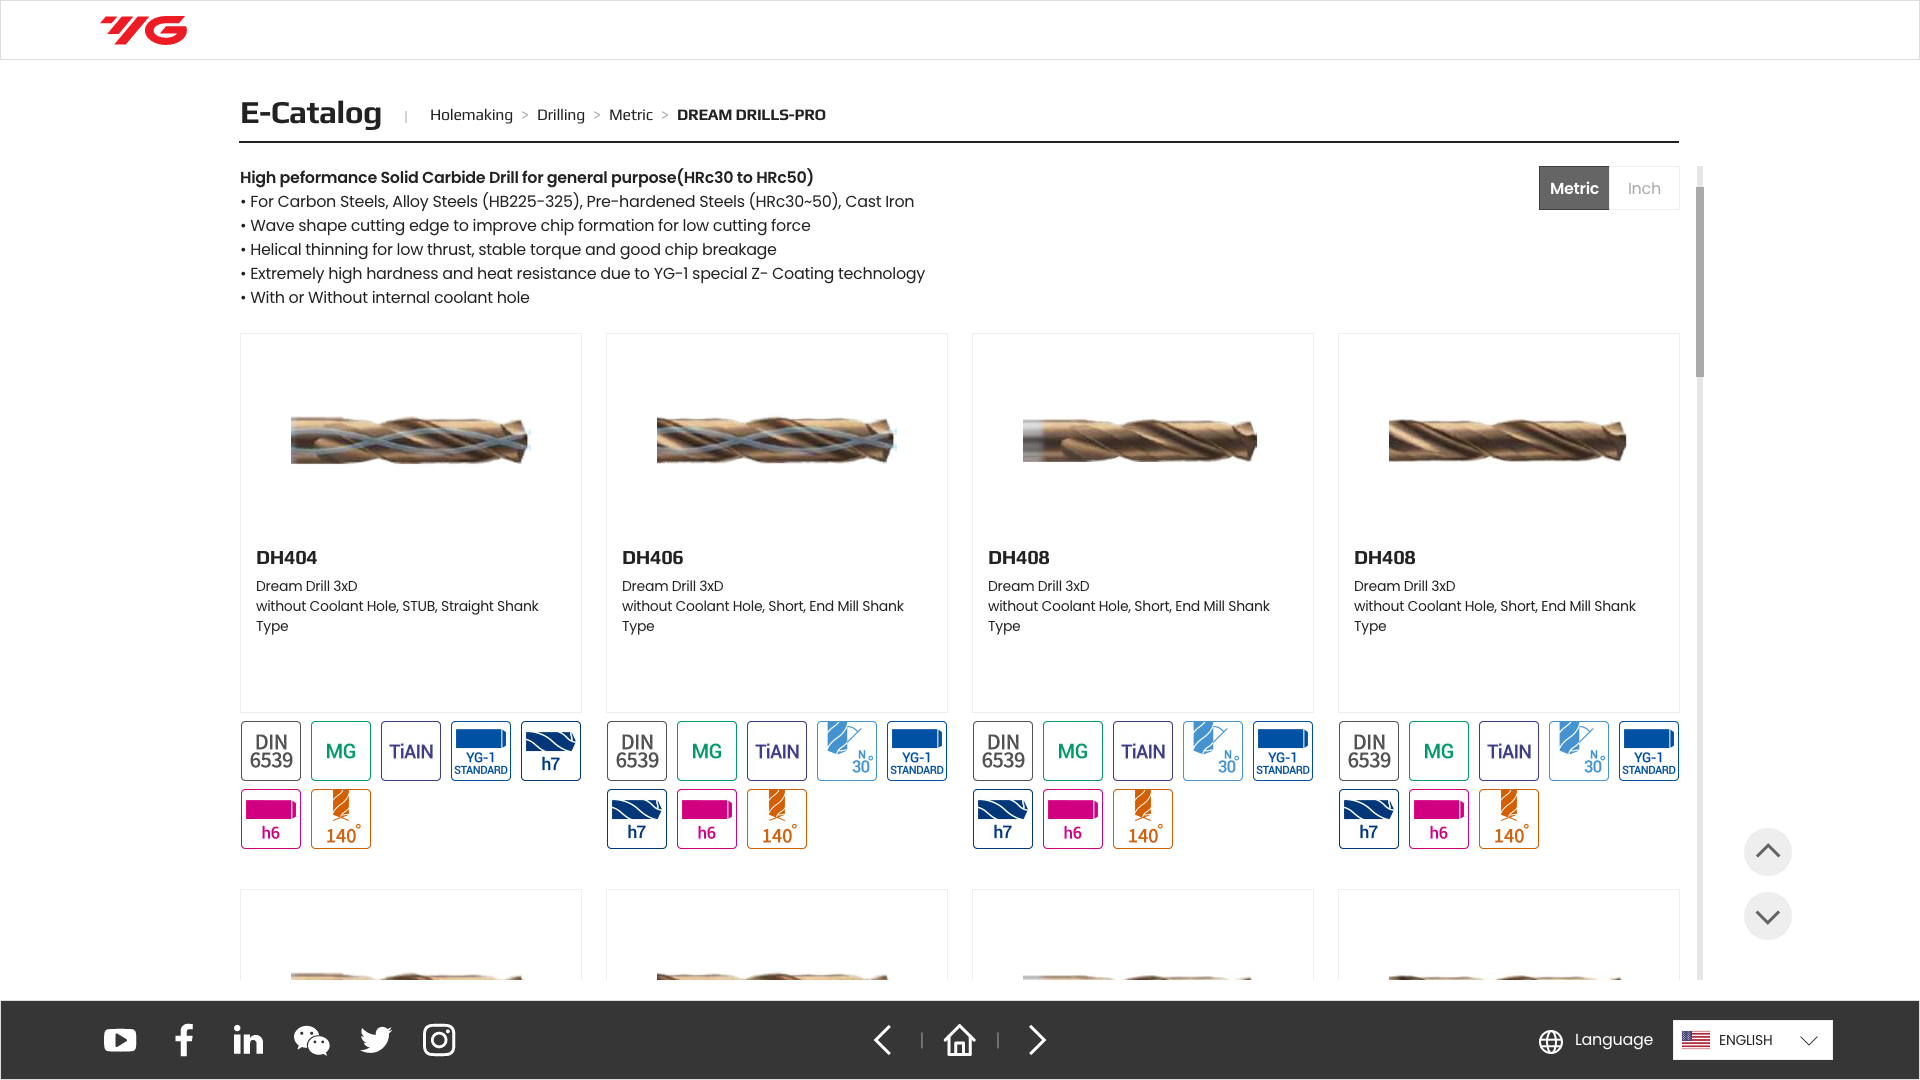 YG
E-Catalog | Holemaking > Drilling > Metric > DREAM DRILLS-PRO
High peformance Solid Carbide Drill for general purpose(HRc30 to HRc50)
• For Carbon Steels, Alloy Steels (HB225-325), Pre-hardened Steels (HRc30~50), Cast Iron
• Wave shape cutting edge to improve chip formation for low cutting force
• Helical thinning for low thrust, stable torque and good chip breakage
• Extremely high hardness and heat resistance due to YG-1 special Z- Coating technology
• With or Without internal coolant hole
Metric Inch
DH404
Dream Drill 3xD
without Coolant Hole, STUB, Straight Shank
Type
DH406
Dream Drill 3xD
without Coolant Hole, Short, End Mill Shank
Type
DH408
Dream Drill 3xD
without Coolant Hole, Short, End Mill Shank
Type
DH408
Dream Drill 3xD
without Coolant Hole, Short, End Mill Shank
Type
DIN
6539
MG
TiAlN
YG-1
STANDARD
h7
h6
140°
DIN
6539
MG
TiAlN
N
30°
YG-1
STANDARD
h7
h6
140°
DIN
6539
MG
TiAlN
N
30°
YG-1
STANDARD
h7
h6
140°
DIN
6539
MG
TiAlN
N
30°
YG-1
STANDARD
h7
h6
140°
Language
ENGLISH